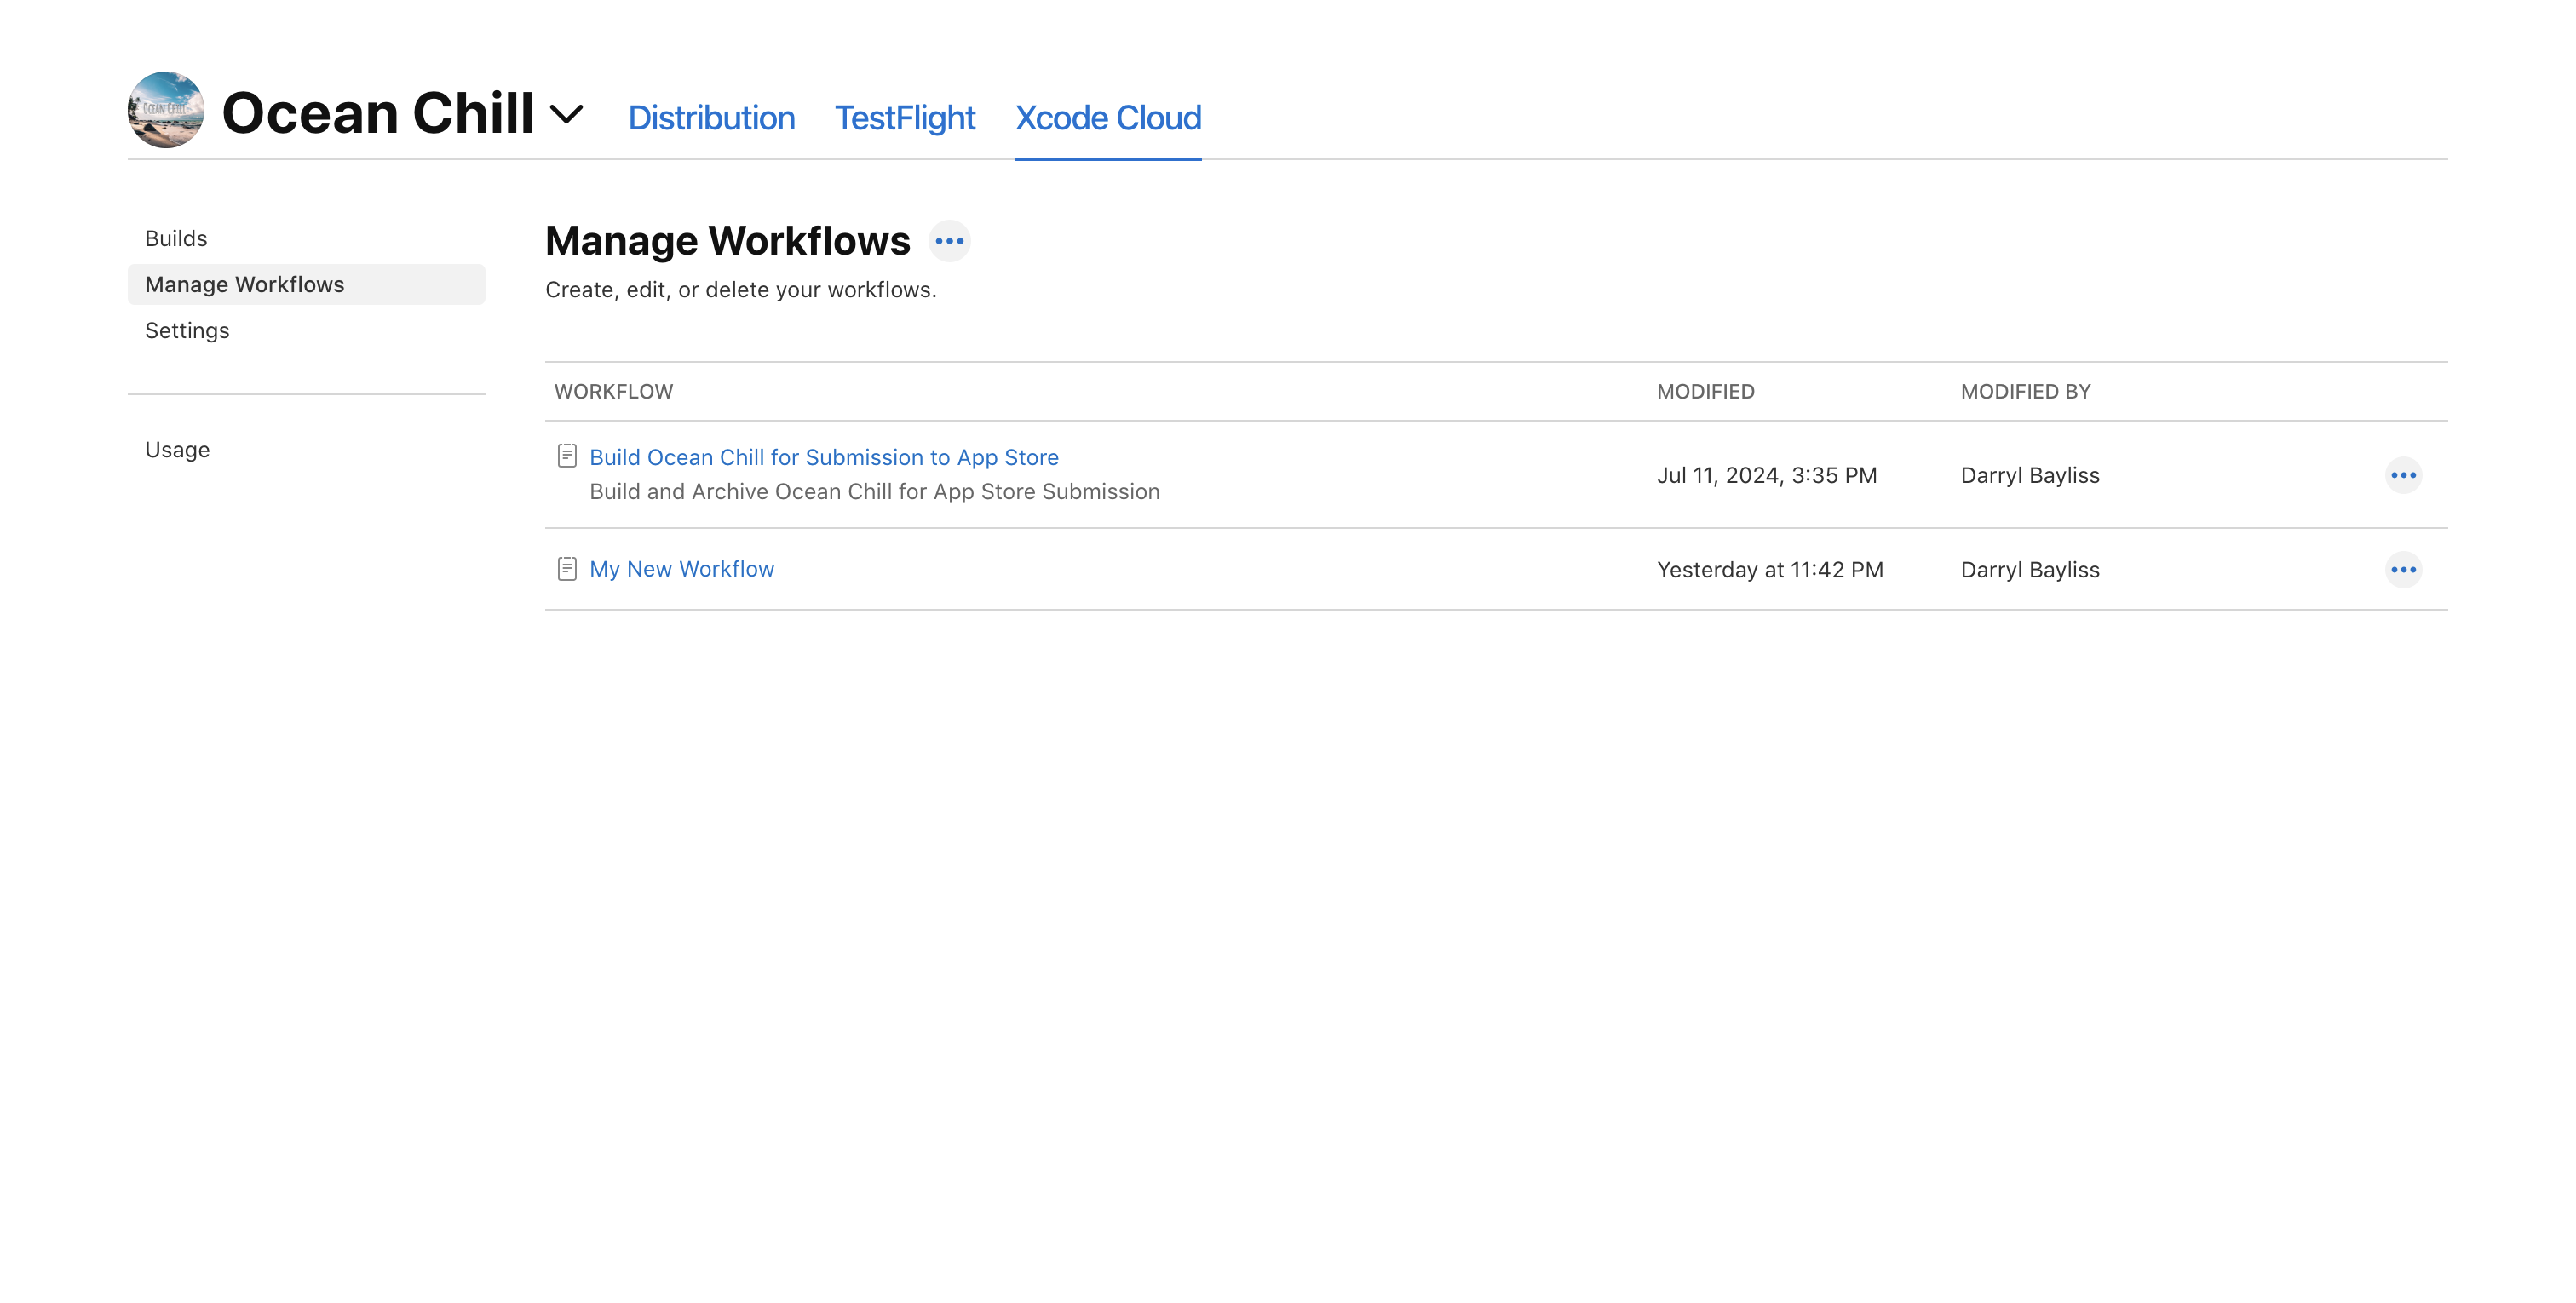 OCEAN CHILL
Ocean Chill
Distribution
TestFlight
Xcode Cloud
Builds
Manage Workflows
Settings
Usage
Manage Workflows
Create, edit, or delete your workflows.
WORKFLOW MODIFIED MODIFIED BY
Build Ocean Chill for Submission to App Store
Build and Archive Ocean Chill for App Store Submission
Jul 11, 2024, 3:35 PM Darryl Bayliss
My New Workflow Yesterday at 11:42 PM Darryl Bayliss